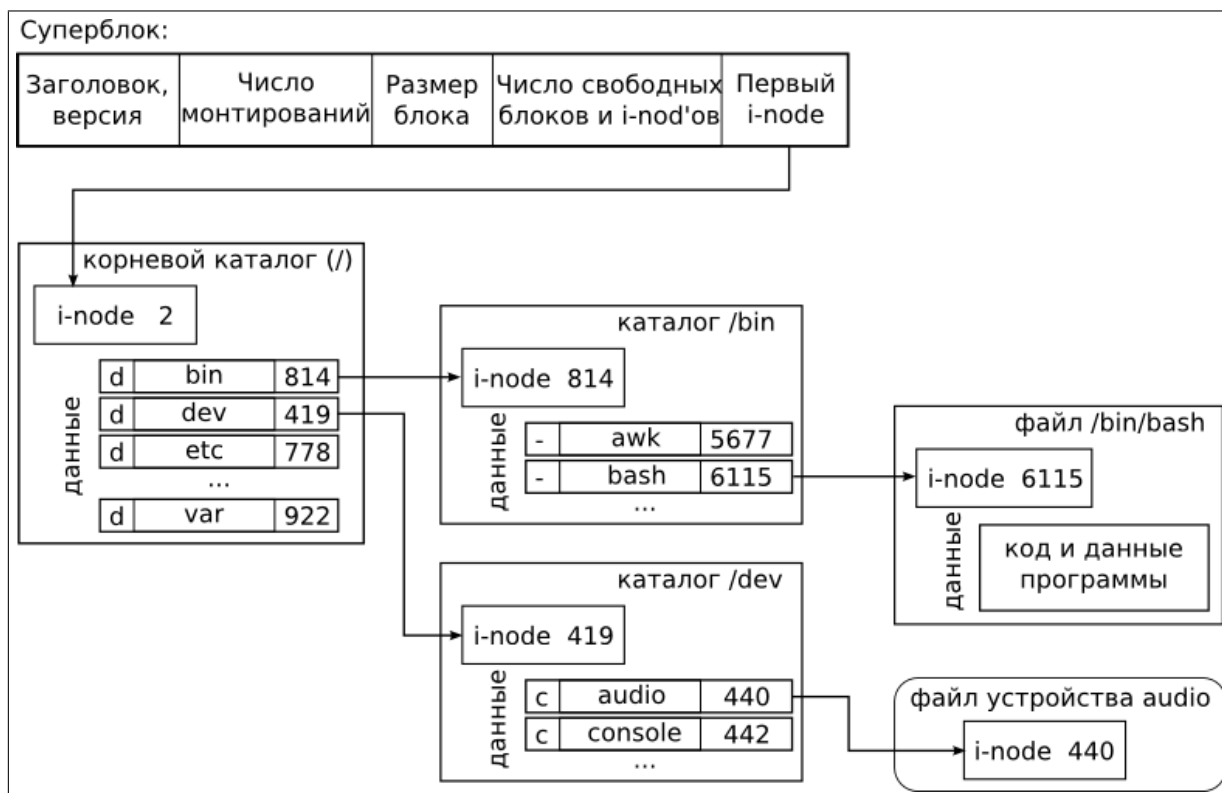 Суперблок:
Заголовок,
версия
Число
монтирований
Размер
блока
Число свободных
блоков и i-nod'ов
Первый
i-node
корневой каталог (/)
i-node 2
данные
d bin 814
d dev 419
d etc 778
...
d var 922
каталог /bin
i-node 814
данные
- awk 5677
- bash 6115
...
файл /bin/bash
i-node 6115
данные
код и данные
программы
каталог /dev
i-node 419
данные
c audio 440
c console 442
...
файл устройства audio
i-node 440